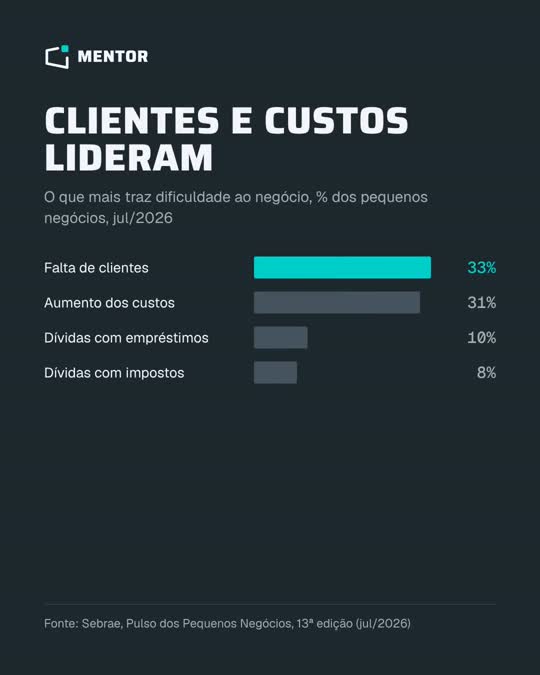 MENTOR
CLIENTES E CUSTOS
LIDERAM
O que mais traz dificuldade ao negócio, % dos pequenos
negócios, jul/2026
Falta de clientes 33%
Aumento dos custos 31%
Dívidas com empréstimos 10%
Dívidas com impostos 8%
Fonte: Sebrae, Pulso dos Pequenos Negócios, 13ª edição (jul/2026)